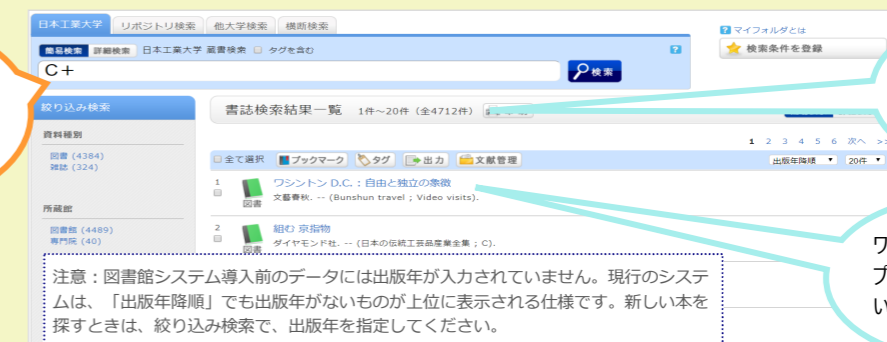 日本工業大学 リポジトリ検索 他大学検索 横断検索
マイフォルダとは
簡易検索 詳細検索 日本工業大学 蔵書検索 タグを含む
検索条件を登録
C+
検索
絞り込み検索
書誌検索結果一覧 1件～20件（全4712件）
資料種別
1 2 3 4 5 6 次へ >>
図書 (4384)
雑誌 (324)
全て選択 ブックマーク タグ 出力 文献管理
出版年降順 20件
1 ワシントン D.C. : 自由と独立の象徴
図書 文藝春秋. -- (Bunshun travel ; Video visits).
所蔵館
図書館 (4489)
専門院 (40)
2 組む 京指物
図書 ダイヤモンド社. -- (日本の伝統工芸品産業全集 ; C).
ワ
プ
い
注意：図書館システム導入前のデータには出版年が入力されていません。現行のシステ
ムは、「出版年降順」でも出版年がないものが上位に表示される仕様です。新しい本を
探すときは、絞り込み検索で、出版年を指定してください。